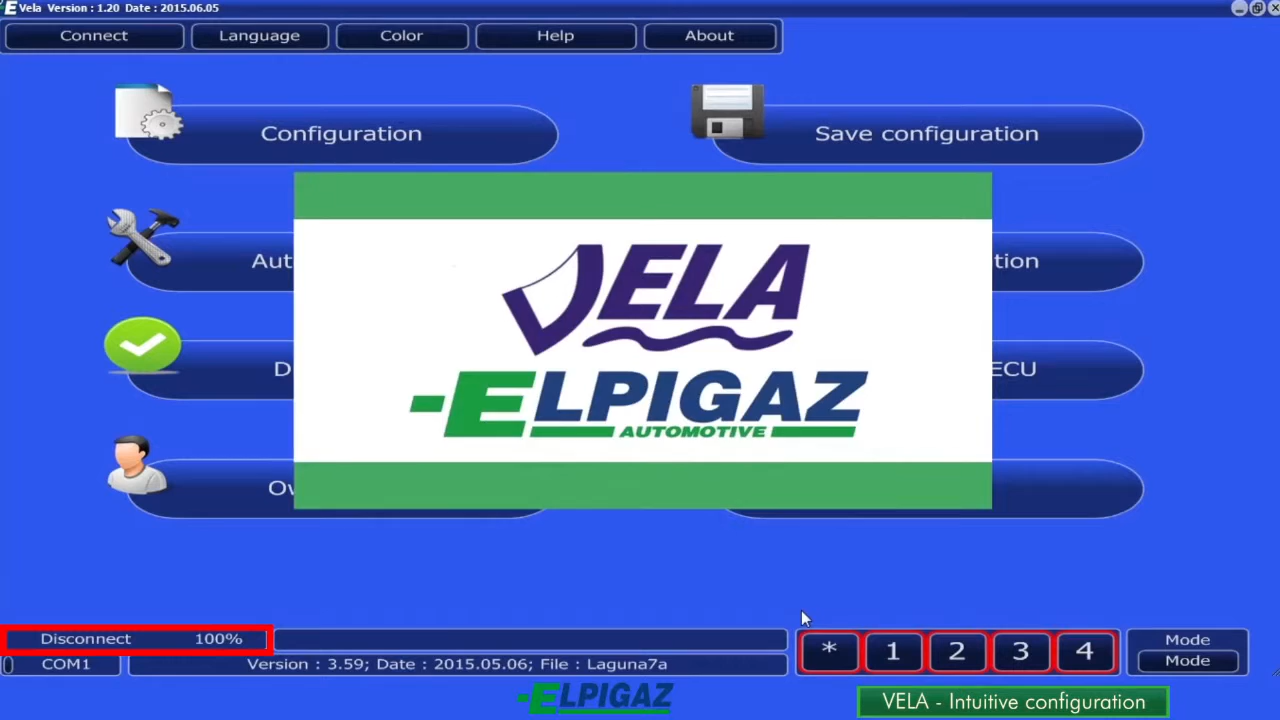 Vela Version : 1.20 Date : 2015.06.05
Connect Language Color Help About
Configuration Save configuration
Aut tion
D ECU
Ow
VELA
ELPIGAZ
AUTOMOTIVE
Disconnect 100%
* 1 2 3 4
Mode
COM1 Version : 3.59; Date : 2015.05.06; File : Laguna7a Mode
ELPIGAZ
VELA - Intuitive configuration